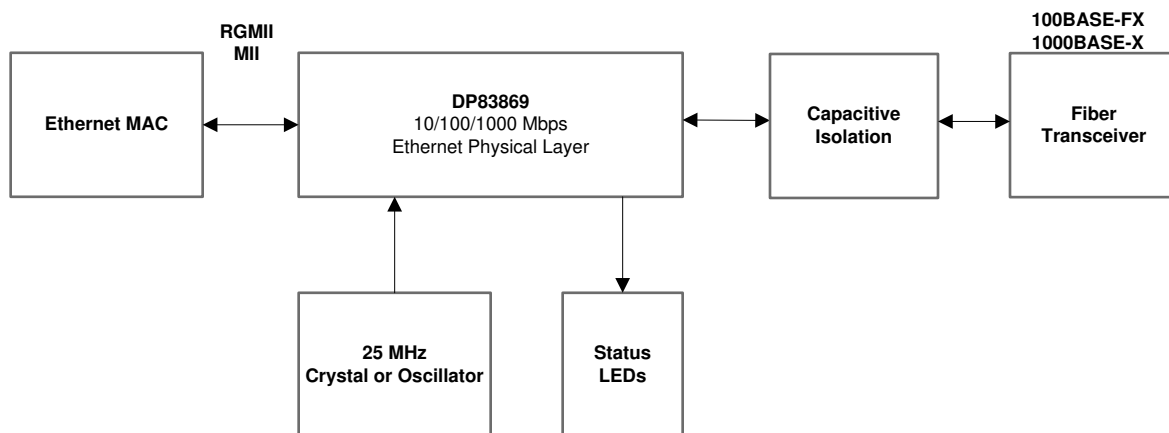 RGMII
MII
100BASE-FX
1000BASE-X
Ethernet MAC
DP83869
10/100/1000 Mbps
Ethernet Physical Layer
Capacitive
Isolation
Fiber
Transceiver
25 MHz
Crystal or Oscillator
Status
LEDs